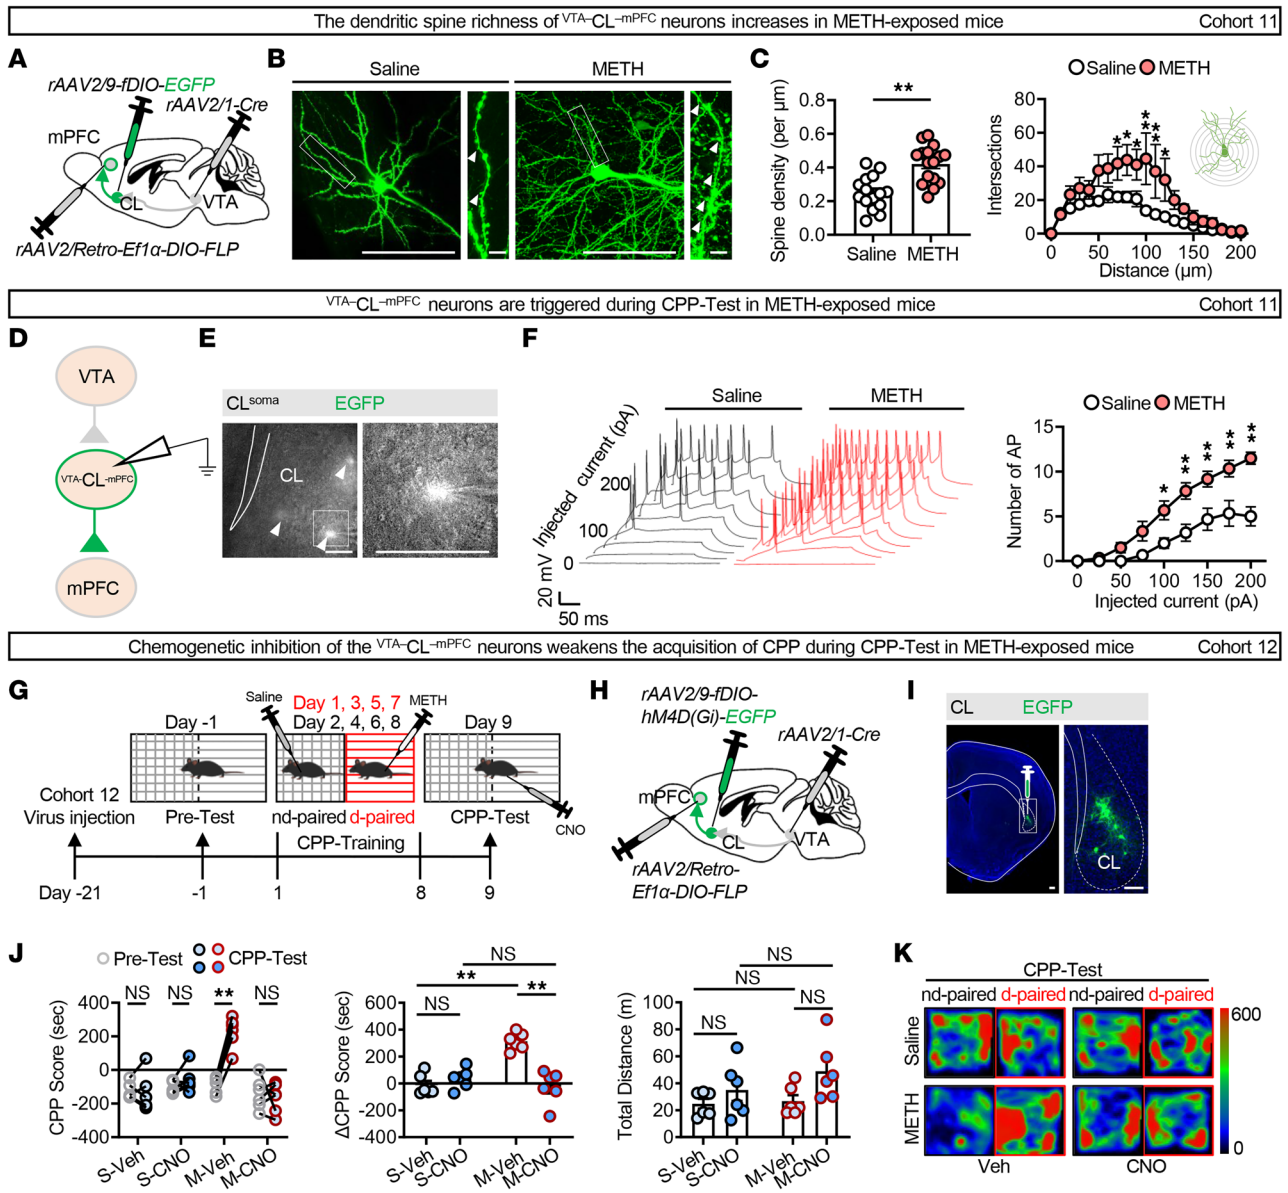 The dendritic spine richness of VTA–CL–mPFC neurons increases in METH-exposed mice Cohort 11
A
rAAV2/9-fDIO-EGFP
rAAV2/1-Cre
mPFC
CL
VTA
rAAV2/Retro-Ef1α-DIO-FLP
B
Saline METH
C
Spine density (per µm)
0.8
0.6
0.4
0.2
0.0
**
Saline METH
Saline METH
Intersections
80
60
40
20
0
* * * ** ** *
0 50 100 150 200
Distance (µm)
VTA–CL–mPFC neurons are triggered during CPP-Test in METH-exposed mice Cohort 11
D
VTA
VTA-CL-mPFC
mPFC
E
CLsoma EGFP
CL
F
Saline METH
Injected current (pA)
200
100
0
20 mV
50 ms
Saline METH
Number of AP
15
10
5
0
* ** ** ** **
0 50 100 150 200
Injected current (pA)
Chemogenetic inhibition of the VTA–CL–mPFC neurons weakens the acquisition of CPP during CPP-Test in METH-exposed mice Cohort 12
G
Saline Day 1, 3, 5, 7 METH
Day -1 Day 2, 4, 6, 8 Day 9
Cohort 12
Virus injection Pre-Test nd-paired d-paired CPP-Test CNO
CPP-Training
Day -21 -1 1 8 9
H
rAAV2/9-fDIO-
hM4D(Gi)-EGFP
rAAV2/1-Cre
mPFC
CL
VTA
rAAV2/Retro-
Ef1α-DIO-FLP
I
CL EGFP
CL
J
Pre-Test CPP-Test
CPP Score (sec)
400
200
0
-200
-400
NS NS ** NS
S-Veh S-CNO M-Veh M-CNO
ΔCPP Score (sec)
600
400
200
0
-200
-400
NS
** **
NS
S-Veh S-CNO M-Veh M-CNO
Total Distance (m)
100
80
60
40
20
0
NS
NS
NS NS
S-Veh S-CNO M-Veh M-CNO
K
CPP-Test
nd-paired d-paired nd-paired d-paired
Saline
METH
Veh CNO
600
0